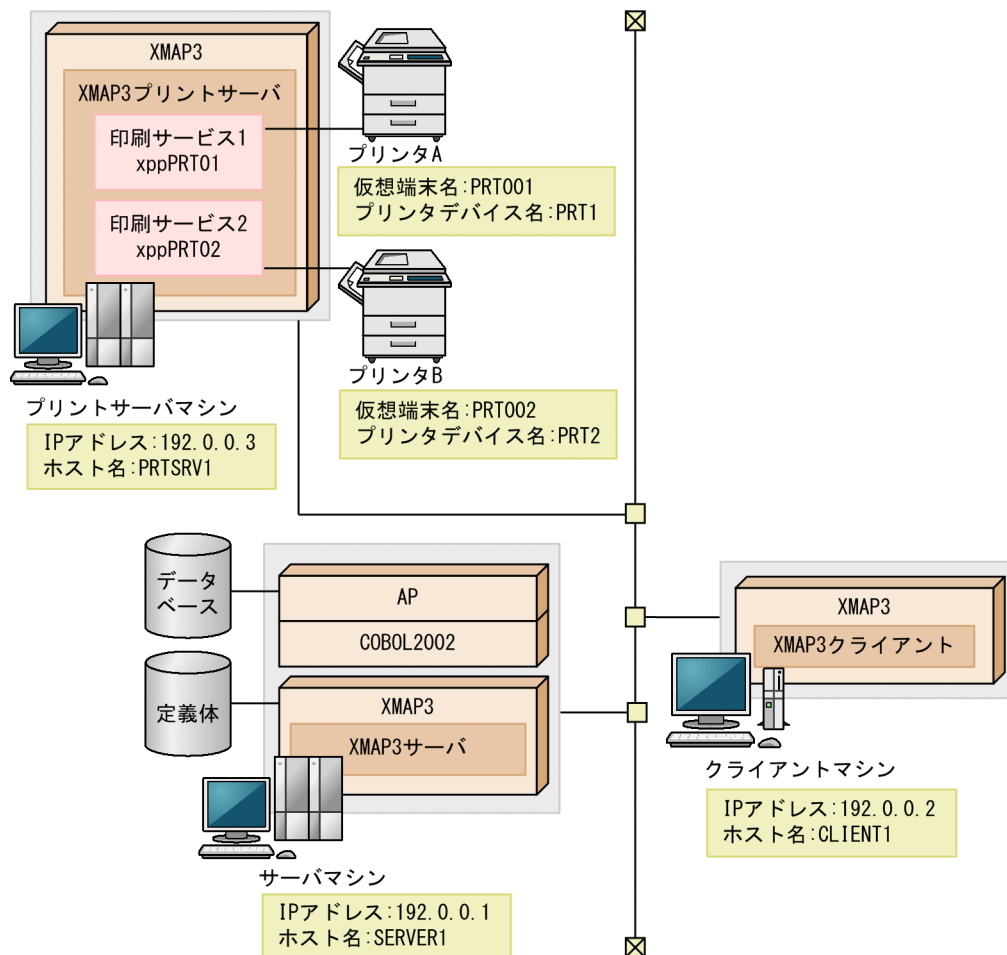 XMAP3
XMAP3プリントサーバ
印刷サービス1
xppPRT01
印刷サービス2
xppPRT02
プリンタA
仮想端末名:PRT001
プリンタデバイス名:PRT1
プリンタB
仮想端末名:PRT002
プリンタデバイス名:PRT2
プリントサーバマシン
IPアドレス:192.0.0.3
ホスト名:PRTSRV1
データ
ベース
AP
COBOL2002
定義体
XMAP3
XMAP3サーバ
サーバマシン
IPアドレス:192.0.0.1
ホスト名:SERVER1
XMAP3
XMAP3クライアント
クライアントマシン
IPアドレス:192.0.0.2
ホスト名:CLIENT1